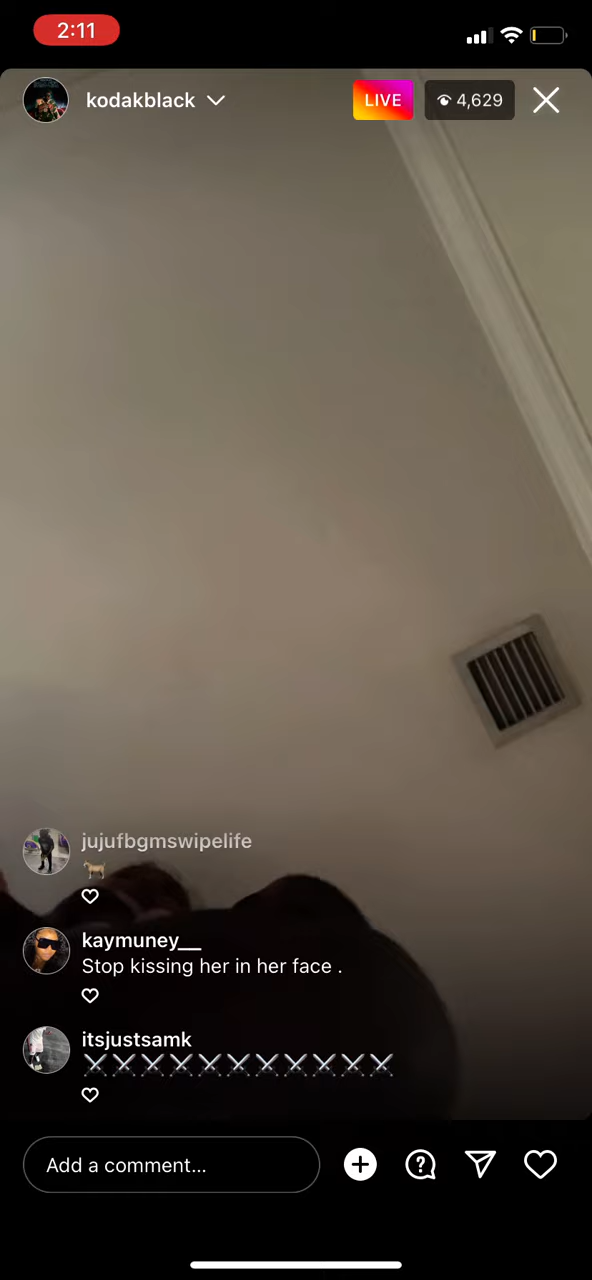 2:11
kodakblack
LIVE
4,629
jujufbgmswipelife
🐐
kaymuney__
Stop kissing her in her face .
itsjustsamk
⚔️⚔️⚔️⚔️⚔️⚔️⚔️⚔️⚔️⚔️⚔️
Add a comment...